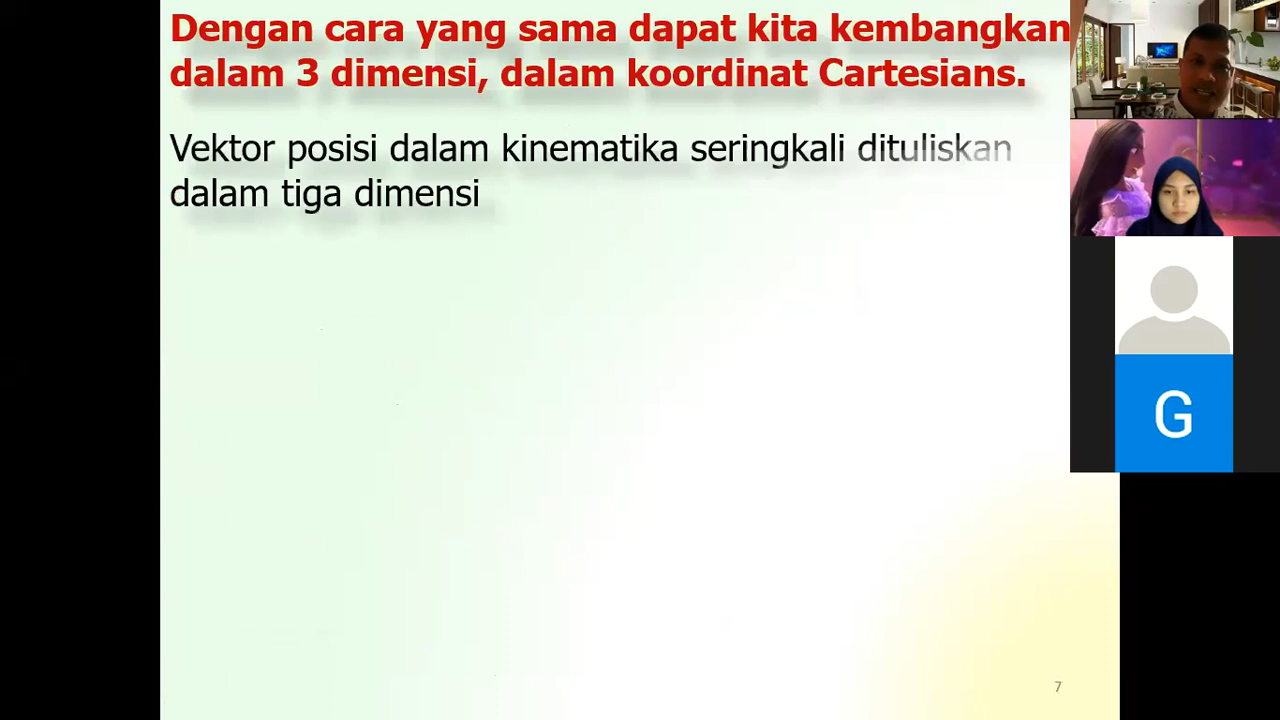 Dengan cara yang sama dapat kita kembangkan
dalam 3 dimensi, dalam koordinat Cartesians.
Vektor posisi dalam kinematika seringkali dituliskan
dalam tiga dimensi
G
7